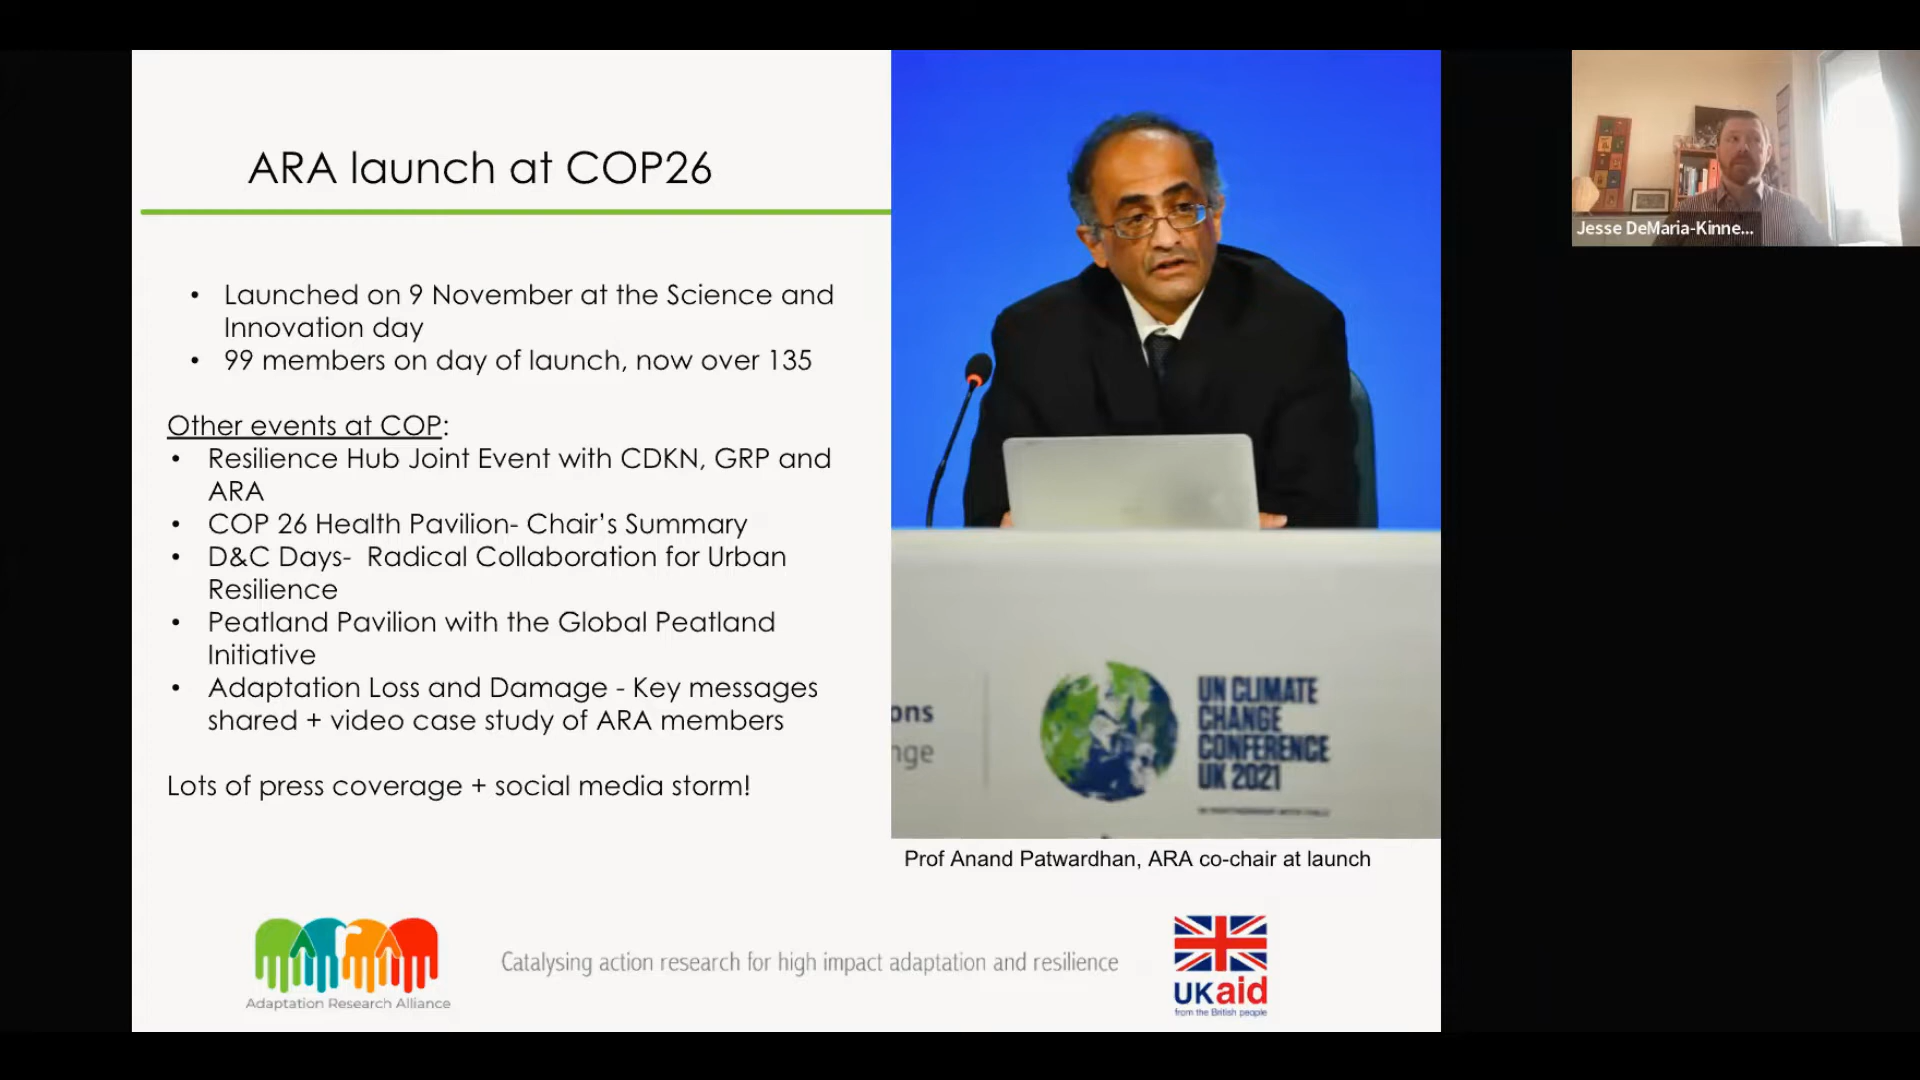 ARA launch at COP26
• Launched on 9 November at the Science and
Innovation day
• 99 members on day of launch, now over 135
Other events at COP:
• Resilience Hub Joint Event with CDKN, GRP and
ARA
• COP 26 Health Pavilion- Chair's Summary
• D&C Days- Radical Collaboration for Urban
Resilience
• Peatland Pavilion with the Global Peatland
Initiative
• Adaptation Loss and Damage - Key messages
shared + video case study of ARA members
Lots of press coverage + social media storm!
ons
nge
UN CLIMATE
CHANGE
CONFERENCE
UK 2021
Prof Anand Patwardhan, ARA co-chair at launch
Adaptation Research Alliance
Catalysing action research for high impact adaptation and resilience
UKaid
from the British people
Jesse DeMaria-Kinne...